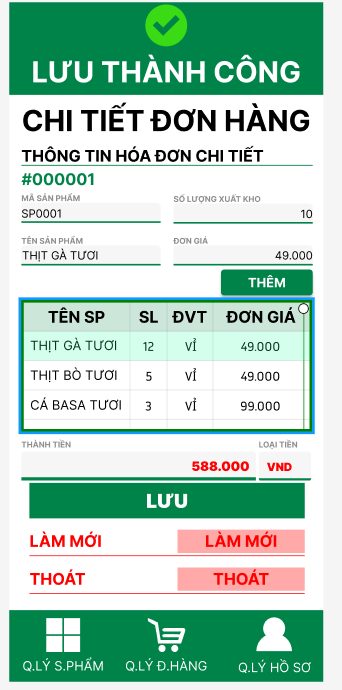 LƯU THÀNH CÔNG
CHI TIẾT ĐƠN HÀNG
THÔNG TIN HÓA ĐƠN CHI TIẾT
#000001
MÃ SẢN PHẨM SỐ LƯỢNG XUẤT KHO
SP0001 10
TÊN SẢN PHẨM ĐƠN GIÁ
THỊT GÀ TƯƠI 49.000
THÊM
TÊN SP SL ĐVT ĐƠN GIÁ
THỊT GÀ TƯƠI 12 VỈ 49.000
THỊT BÒ TƯƠI 5 VỈ 49.000
CÁ BASA TƯƠI 3 VỈ 99.000
THÀNH TIỀN LOẠI TIỀN
588.000 VND
LƯU
LÀM MỚI LÀM MỚI
THOÁT THOÁT
Q.LÝ S.PHẨM Q.LÝ Đ.HÀNG Q.LÝ HỒ SƠ